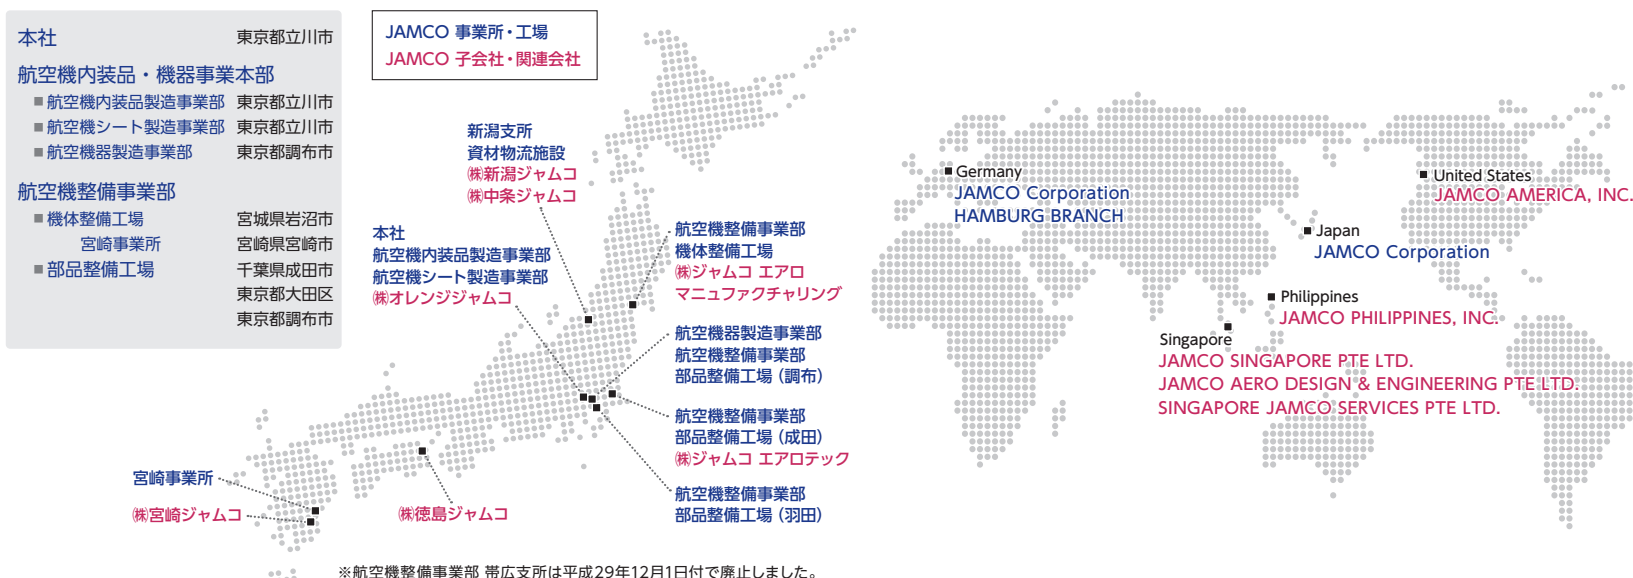 本社 東京都立川市
航空機内装品・機器事業本部
■ 航空機内装品製造事業部 東京都立川市
■ 航空機シート製造事業部 東京都立川市
■ 航空機器製造事業部 東京都調布市
航空機整備事業部
■ 機体整備工場 宮城県岩沼市
宮崎事業所 宮崎県宮崎市
■ 部品整備工場 千葉県成田市
東京都大田区
東京都調布市
JAMCO 事業所・工場
JAMCO 子会社・関連会社
新潟支所
資材物流施設
㈱新潟ジャムコ
㈱中条ジャムコ
本社
航空機内装品製造事業部
航空機シート製造事業部
㈱オレンジジャムコ
航空機整備事業部
機体整備工場
㈱ジャムコ エアロ
マニュファクチャリング
航空機器製造事業部
航空機整備事業部
部品整備工場（調布）
航空機整備事業部
部品整備工場（成田）
㈱ジャムコ エアロテック
航空機整備事業部
部品整備工場（羽田）
宮崎事業所
㈱宮崎ジャムコ
㈱徳島ジャムコ
※航空機整備事業部 帯広支所は平成29年12月1日付で廃止しました。
Germany
JAMCO Corporation
HAMBURG BRANCH
United States
JAMCO AMERICA, INC.
Japan
JAMCO Corporation
Philippines
JAMCO PHILIPPINES, INC.
Singapore
JAMCO SINGAPORE PTE LTD.
JAMCO AERO DESIGN & ENGINEERING PTE LTD.
SINGAPORE JAMCO SERVICES PTE LTD.